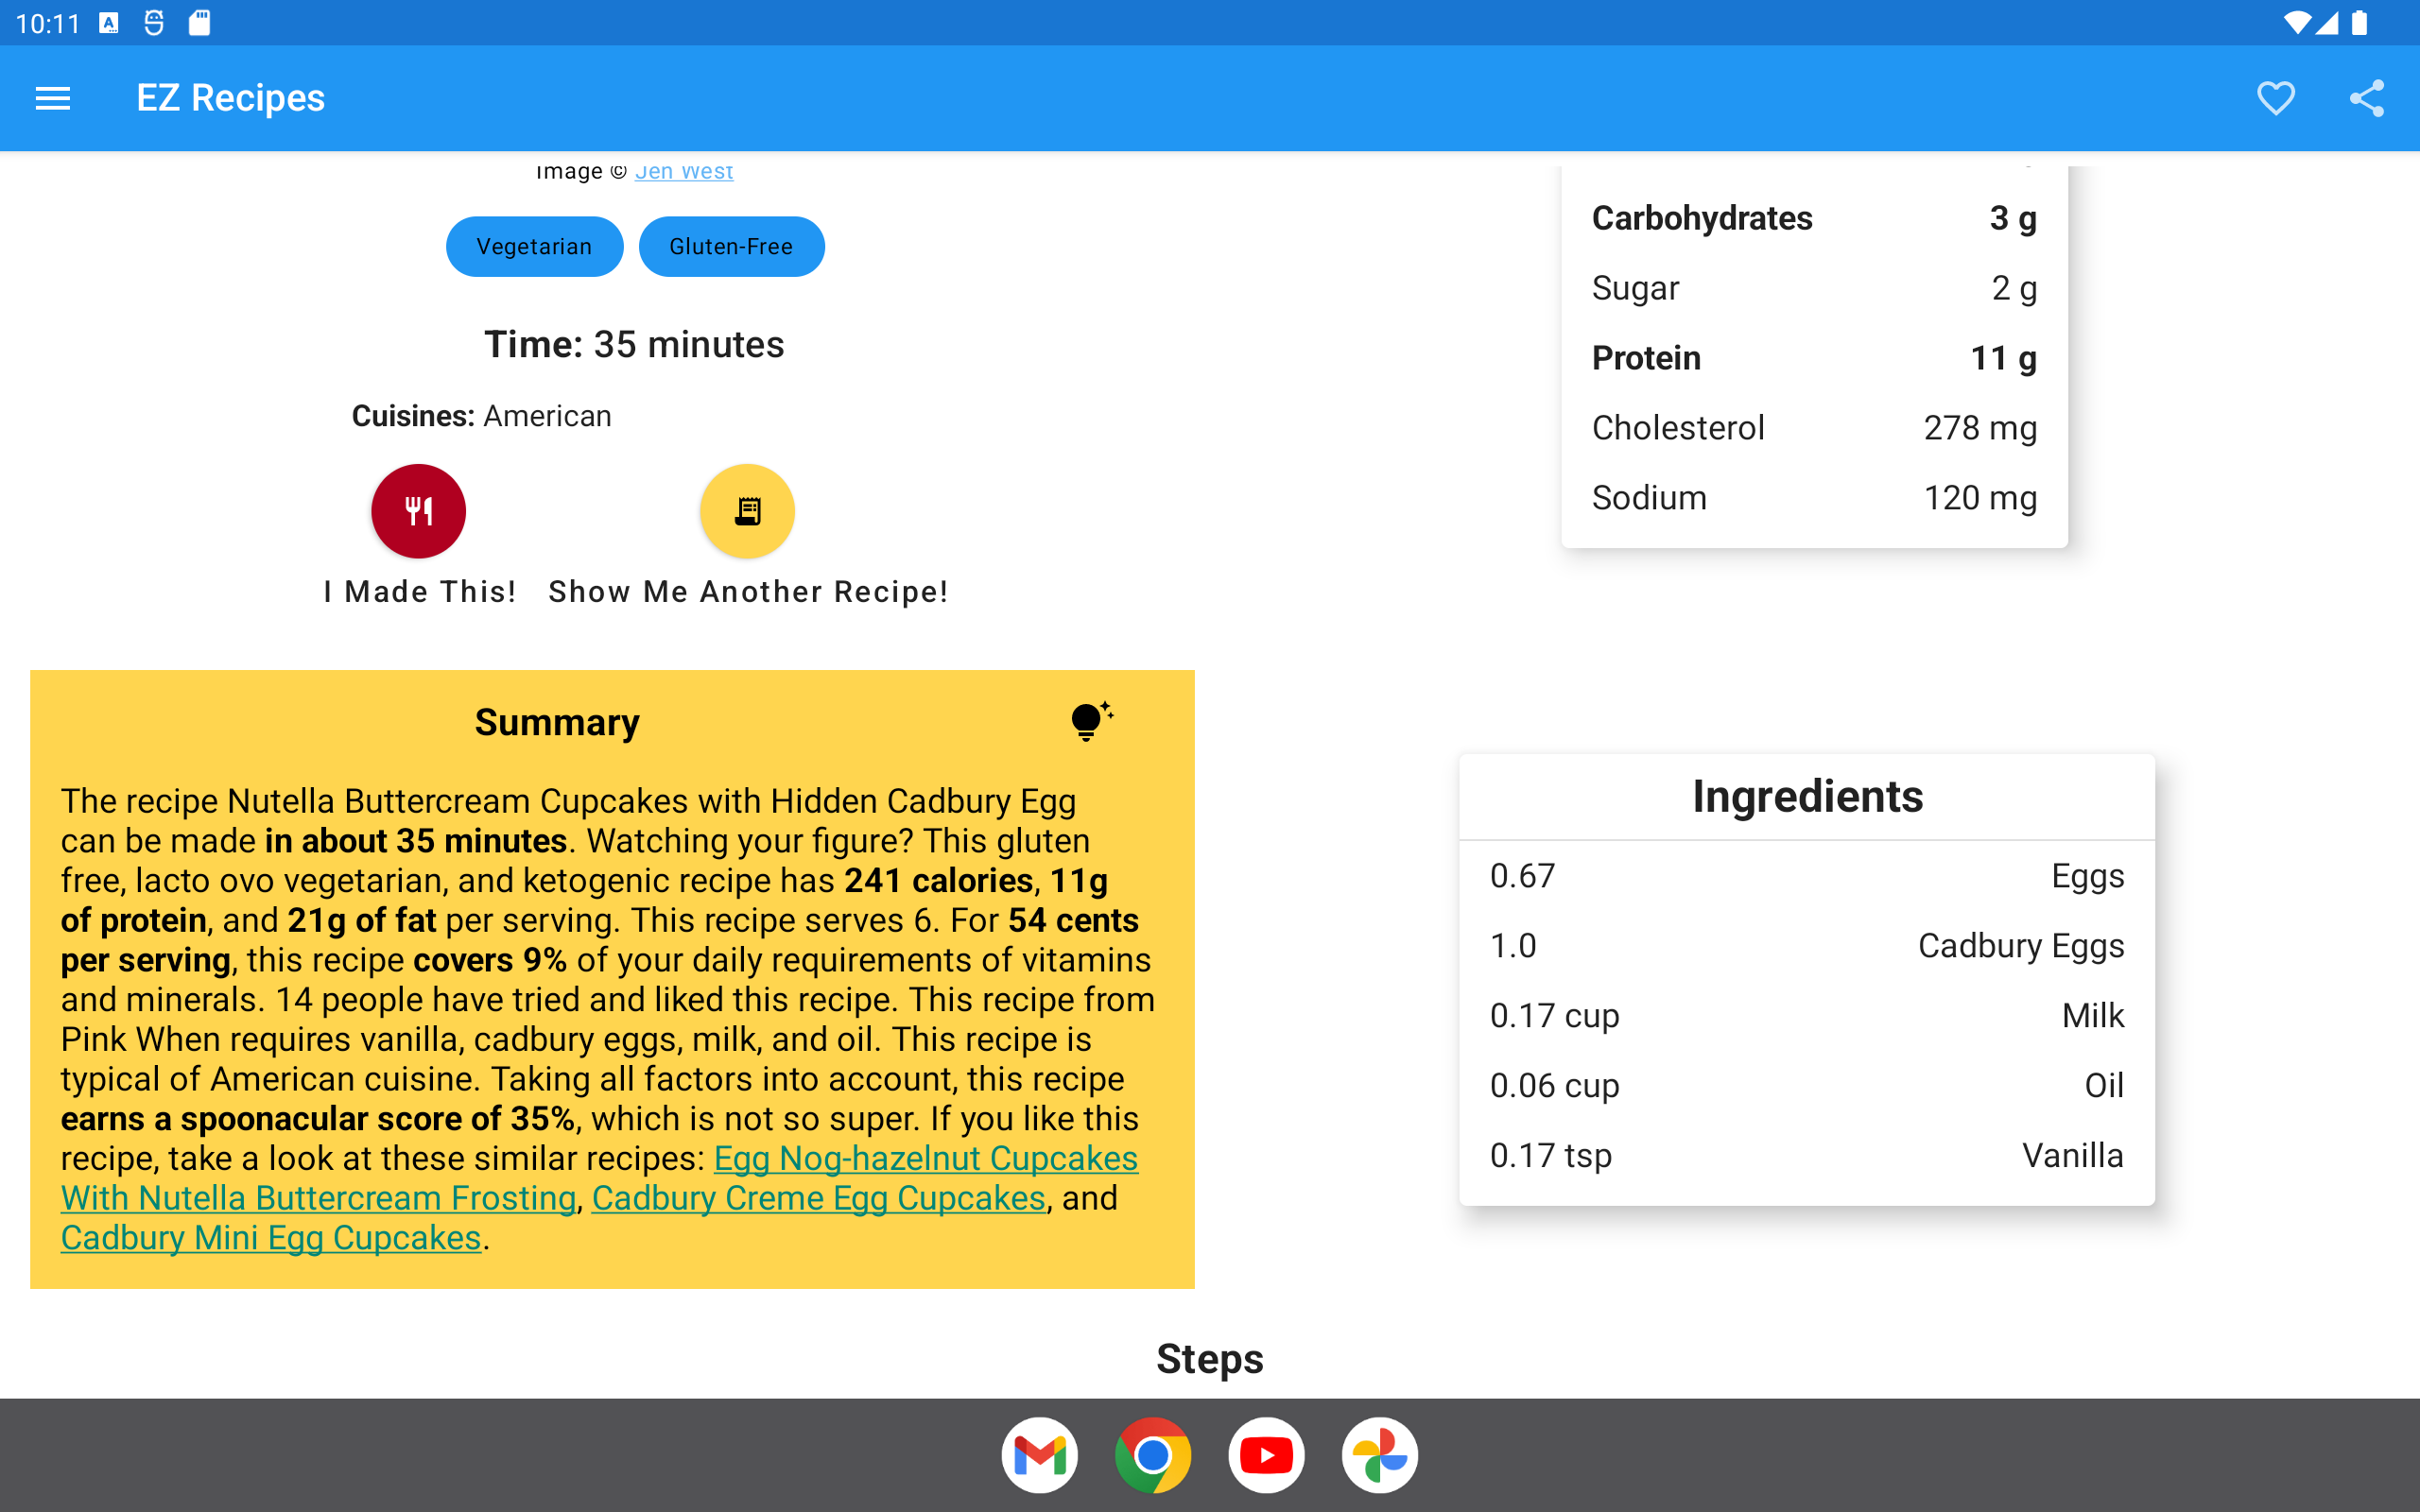 10:11
EZ Recipes
Image © Jen West
Vegetarian
Gluten-Free
Time: 35 minutes
Cuisines: American
I Made This!
Show Me Another Recipe!
Carbohydrates 3 g
Sugar 2 g
Protein 11 g
Cholesterol 278 mg
Sodium 120 mg
Summary
The recipe Nutella Buttercream Cupcakes with Hidden Cadbury Egg
can be made in about 35 minutes. Watching your figure? This gluten
free, lacto ovo vegetarian, and ketogenic recipe has 241 calories, 11g
of protein, and 21g of fat per serving. This recipe serves 6. For 54 cents
per serving, this recipe covers 9% of your daily requirements of vitamins
and minerals. 14 people have tried and liked this recipe. This recipe from
Pink When requires vanilla, cadbury eggs, milk, and oil. This recipe is
typical of American cuisine. Taking all factors into account, this recipe
earns a spoonacular score of 35%, which is not so super. If you like this
recipe, take a look at these similar recipes: Egg Nog-hazelnut Cupcakes
With Nutella Buttercream Frosting, Cadbury Creme Egg Cupcakes, and
Cadbury Mini Egg Cupcakes.
Ingredients
0.67 Eggs
1.0 Cadbury Eggs
0.17 cup Milk
0.06 cup Oil
0.17 tsp Vanilla
Steps